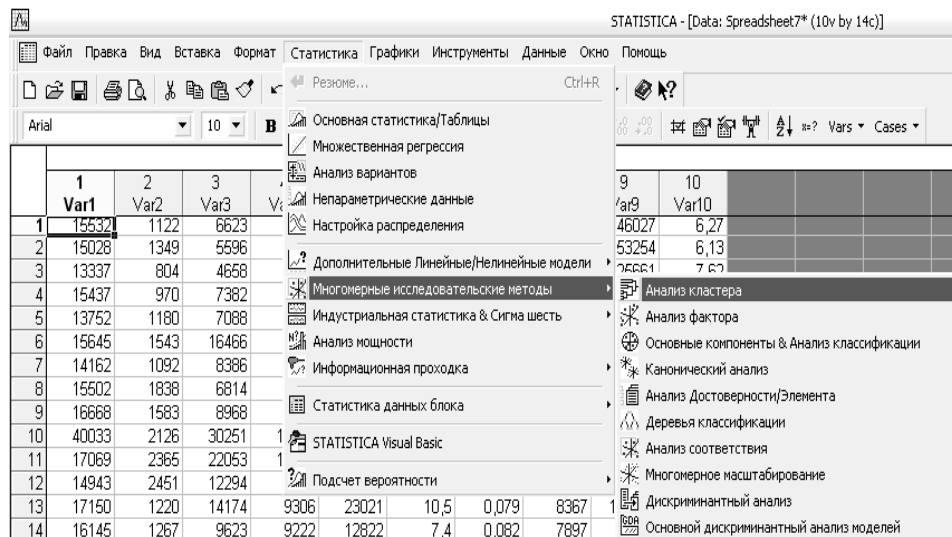 STATISTICA - [Data: Spreadsheet7* (10v by 14c)]
Файл Правка Вид Вставка Формат Статистика Графики Инструменты Данные Окно Помощь
Резюме... Ctrl+R
Arial 10 B Vars Cases
Основная статистика/Таблицы
Множественная регрессия
Анализ вариантов
Непараметрические данные
Настройка распределения
Дополнительные Линейные/Нелинейные модели
Многомерные исследовательские методы
Индустриальная статистика & Сигма шесть
Анализ мощности
Информационная проходка
Статистика данных блока
STATISTICA Visual Basic
Подсчет вероятности
Анализ кластера
Анализ фактора
Основные компоненты & Анализ классификации
Канонический анализ
Анализ Достоверности/Элемента
Деревья классификации
Анализ соответствия
Многомерное масштабирование
Дискриминантный анализ
Основной дискриминантный анализ моделей
1 2 3 9 10
Var1 Var2 Var3 Var10
1 15532 1122 6623 46027 6,27
2 15028 1349 5596 53254 6,13
3 13337 804 4658 7,62
4 15437 970 7382
5 13752 1180 7088
6 15645 1543 16466
7 14162 1092 8386
8 15502 1838 6814
9 16668 1583 8968
10 40033 2126 30251
11 17069 2365 22053
12 14943 2451 12294
13 17150 1220 14174 9306 23021 10,5 0,079 8367
14 16145 1267 9623 9222 12822 7,4 0,082 7897